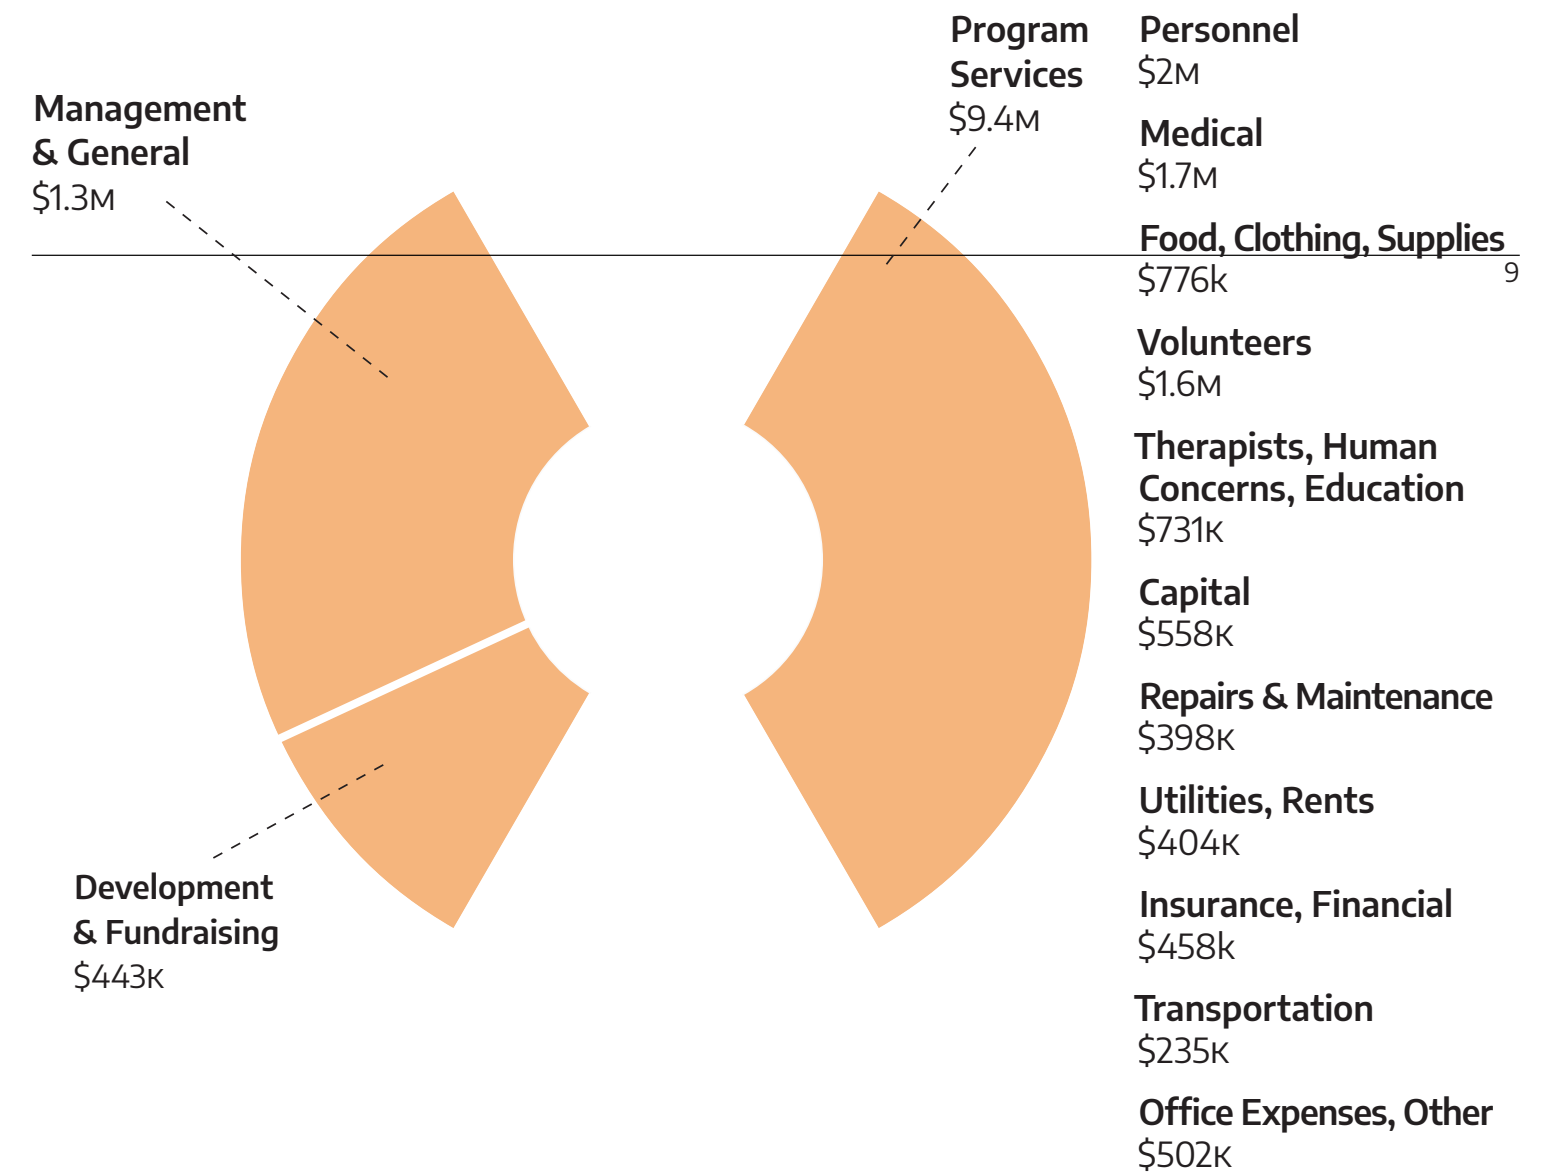 Management
& General
$1.3M
Development
& Fundraising
$443K
Program
Services
$9.4M
Personnel
$2M
Medical
$1.7M
Food, Clothing, Supplies
$776k
9
Volunteers
$1.6M
Therapists, Human
Concerns, Education
$731K
Capital
$558K
Repairs & Maintenance
$398K
Utilities, Rents
$404K
Insurance, Financial
$458k
Transportation
$235K
Office Expenses, Other
$502K